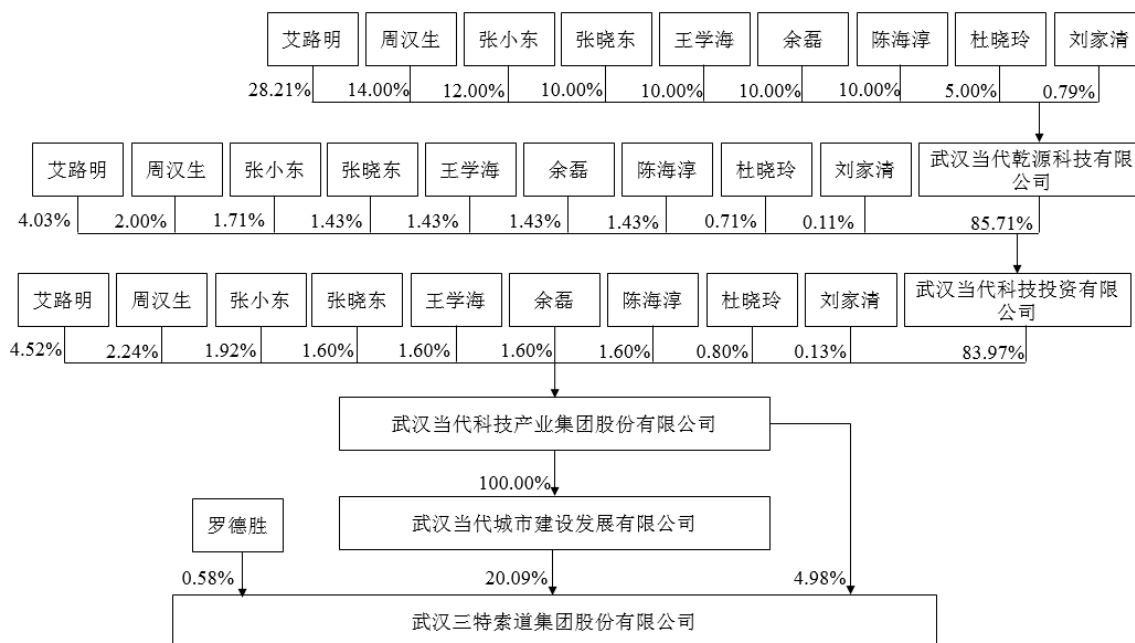 艾路明 周汉生 张小东 张晓东 王学海 余磊 陈海淳 杜晓玲 刘家清
28.21% 14.00% 12.00% 10.00% 10.00% 10.00% 10.00% 5.00% 0.79%
艾路明 周汉生 张小东 张晓东 王学海 余磊 陈海淳 杜晓玲 刘家清 武汉当代乾源科技有限
公司
4.03% 2.00% 1.71% 1.43% 1.43% 1.43% 1.43% 0.71% 0.11% 85.71%
艾路明 周汉生 张小东 张晓东 王学海 余磊 陈海淳 杜晓玲 刘家清 武汉当代科技投资有限
公司
4.52% 2.24% 1.92% 1.60% 1.60% 1.60% 1.60% 0.80% 0.13% 83.97%
武汉当代科技产业集团股份有限公司
100.00%
罗德胜 武汉当代城市建设发展有限公司
0.58% 20.09% 4.98%
武汉三特索道集团股份有限公司